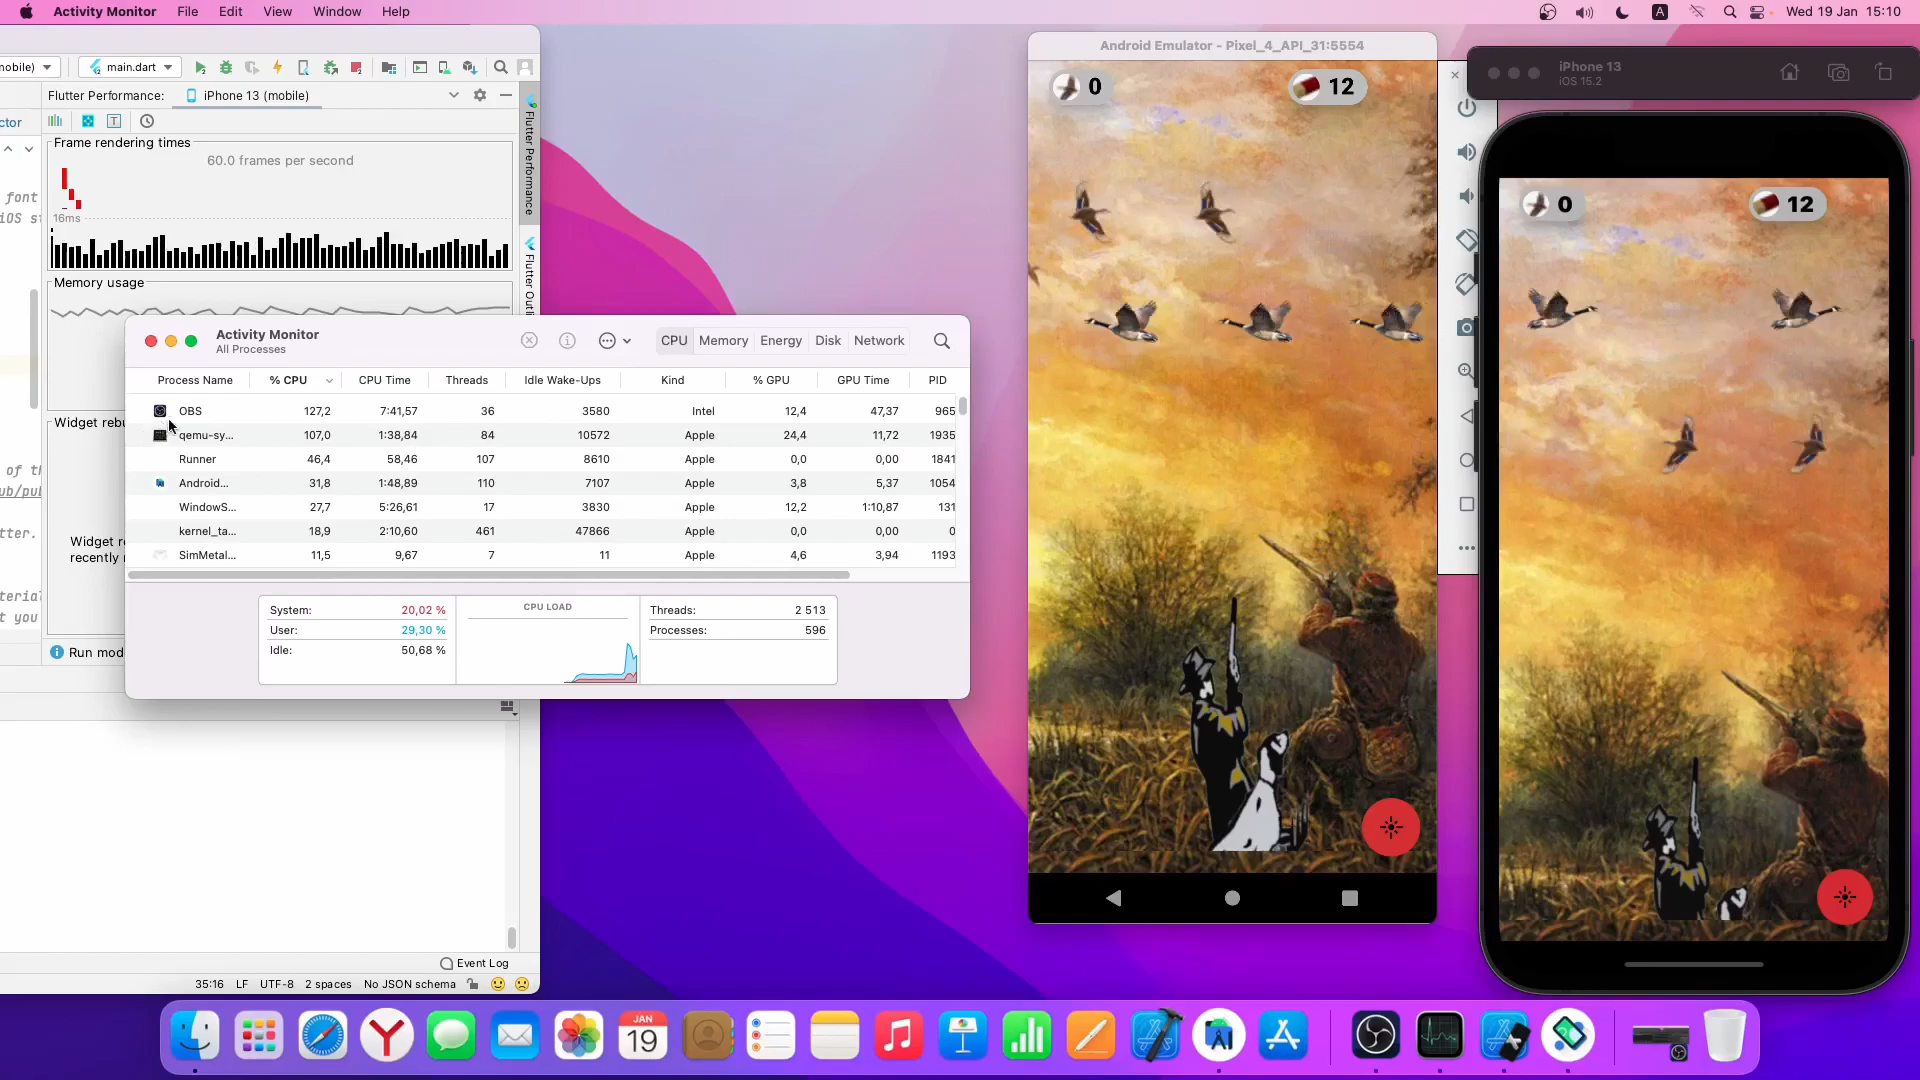 Activity Monitor File Edit View Window Help
A Wed 19 Jan 15:10
main.dart
Flutter Performance: iPhone 13 (mobile)
Frame rendering times
60.0 frames per second
16ms
Memory usage
Flutter Performance
font
Widget rebu
Widget r
recently
of th
tter.
t you
Run mod
Activity Monitor
All Processes
CPU Memory Energy Disk Network
Process Name % CPU CPU Time Threads Idle Wake-Ups Kind % GPU GPU Time PID
OBS 127,2 7:41,57 36 3580 Intel 12,4 47,37 965
qemu-sy... 107,0 1:38,84 84 10572 Apple 24,4 11,72 1935
Runner 46,4 58,46 107 8610 Apple 0,0 0,00 1841
Android... 31,8 1:48,89 110 7107 Apple 3,8 5,37 1054
WindowS... 27,7 5:26,61 17 3830 Apple 12,2 1:10,87 131
kernel_ta... 18,9 2:10,60 461 47866 Apple 0,0 0,00 0
SimMetal... 11,5 9,67 7 11 Apple 4,6 3,94 1193
System: 20,02 %
User: 29,30 %
Idle: 50,68 %
CPU LOAD
Threads: 2 513
Processes: 596
Event Log
35:16 LF UTF-8 2 spaces No JSON schema
Android Emulator - Pixel_4_API_31:5554
0 12
iPhone 13
iOS 15.2
0 12
JAN
19